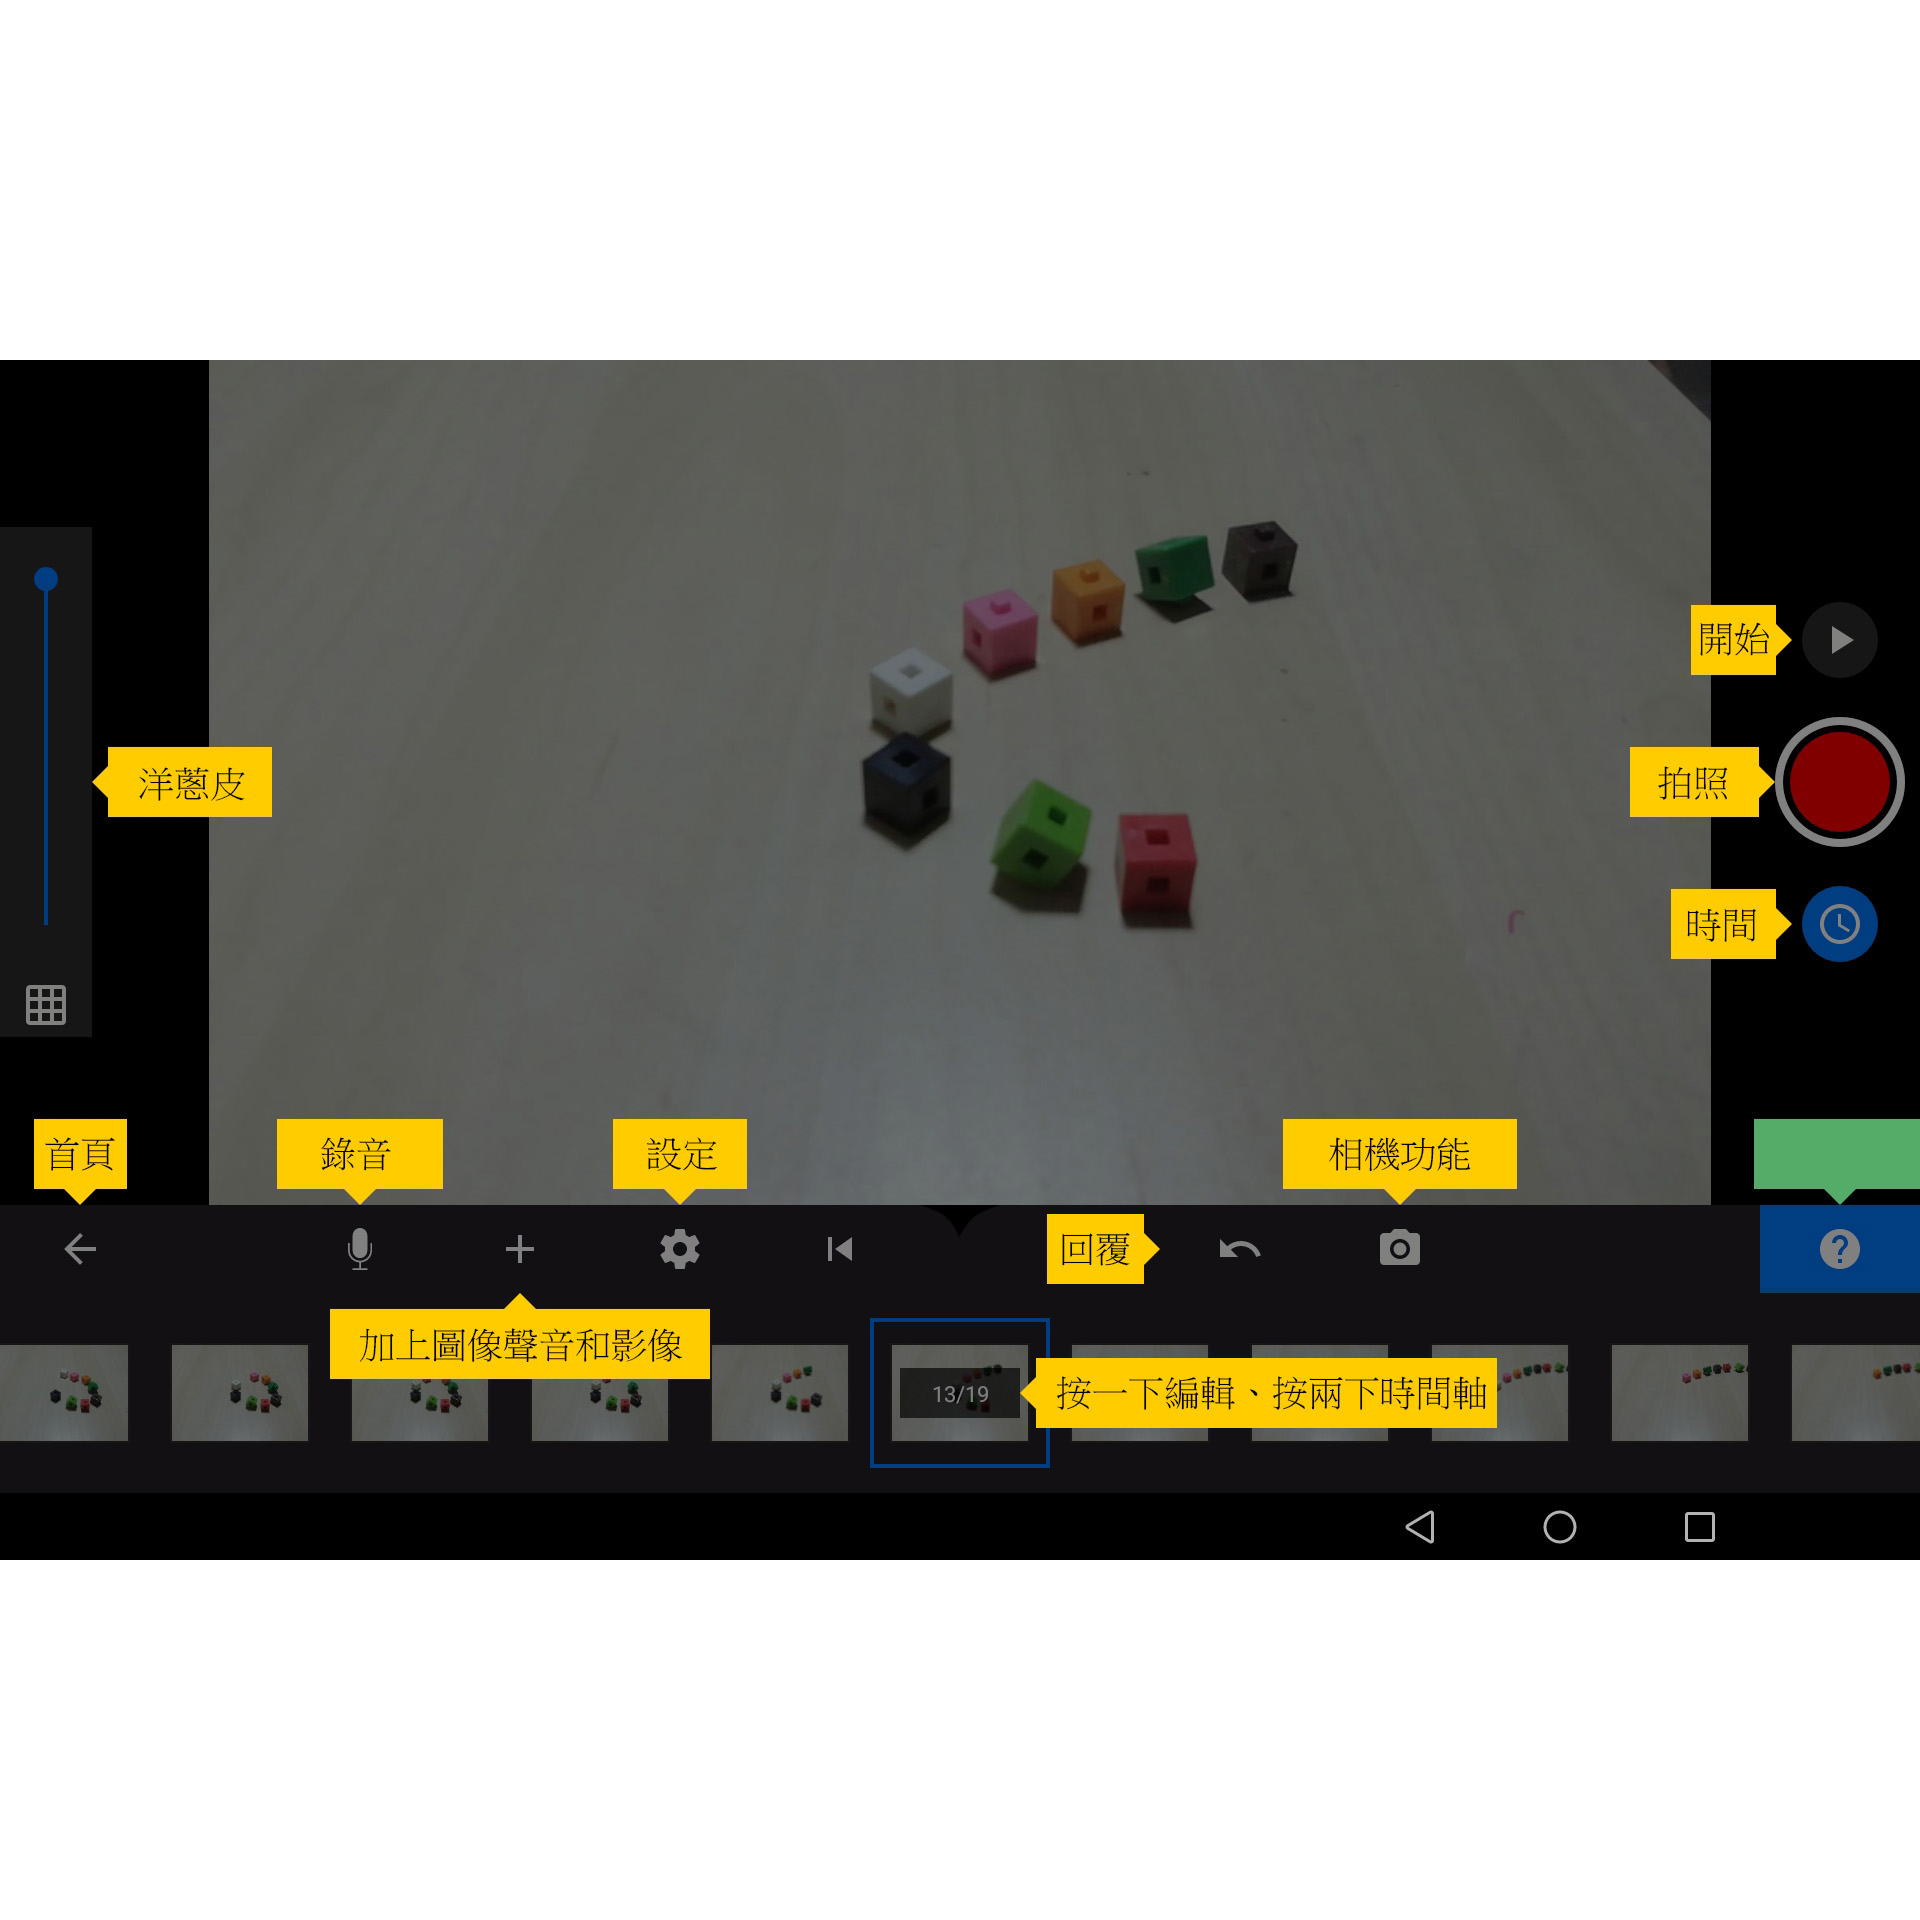 開始
洋蔥皮
拍照
時間
首頁
錄音
設定
相機功能
回覆
加上圖像聲音和影像
13/19
按一下編輯、按兩下時間軸